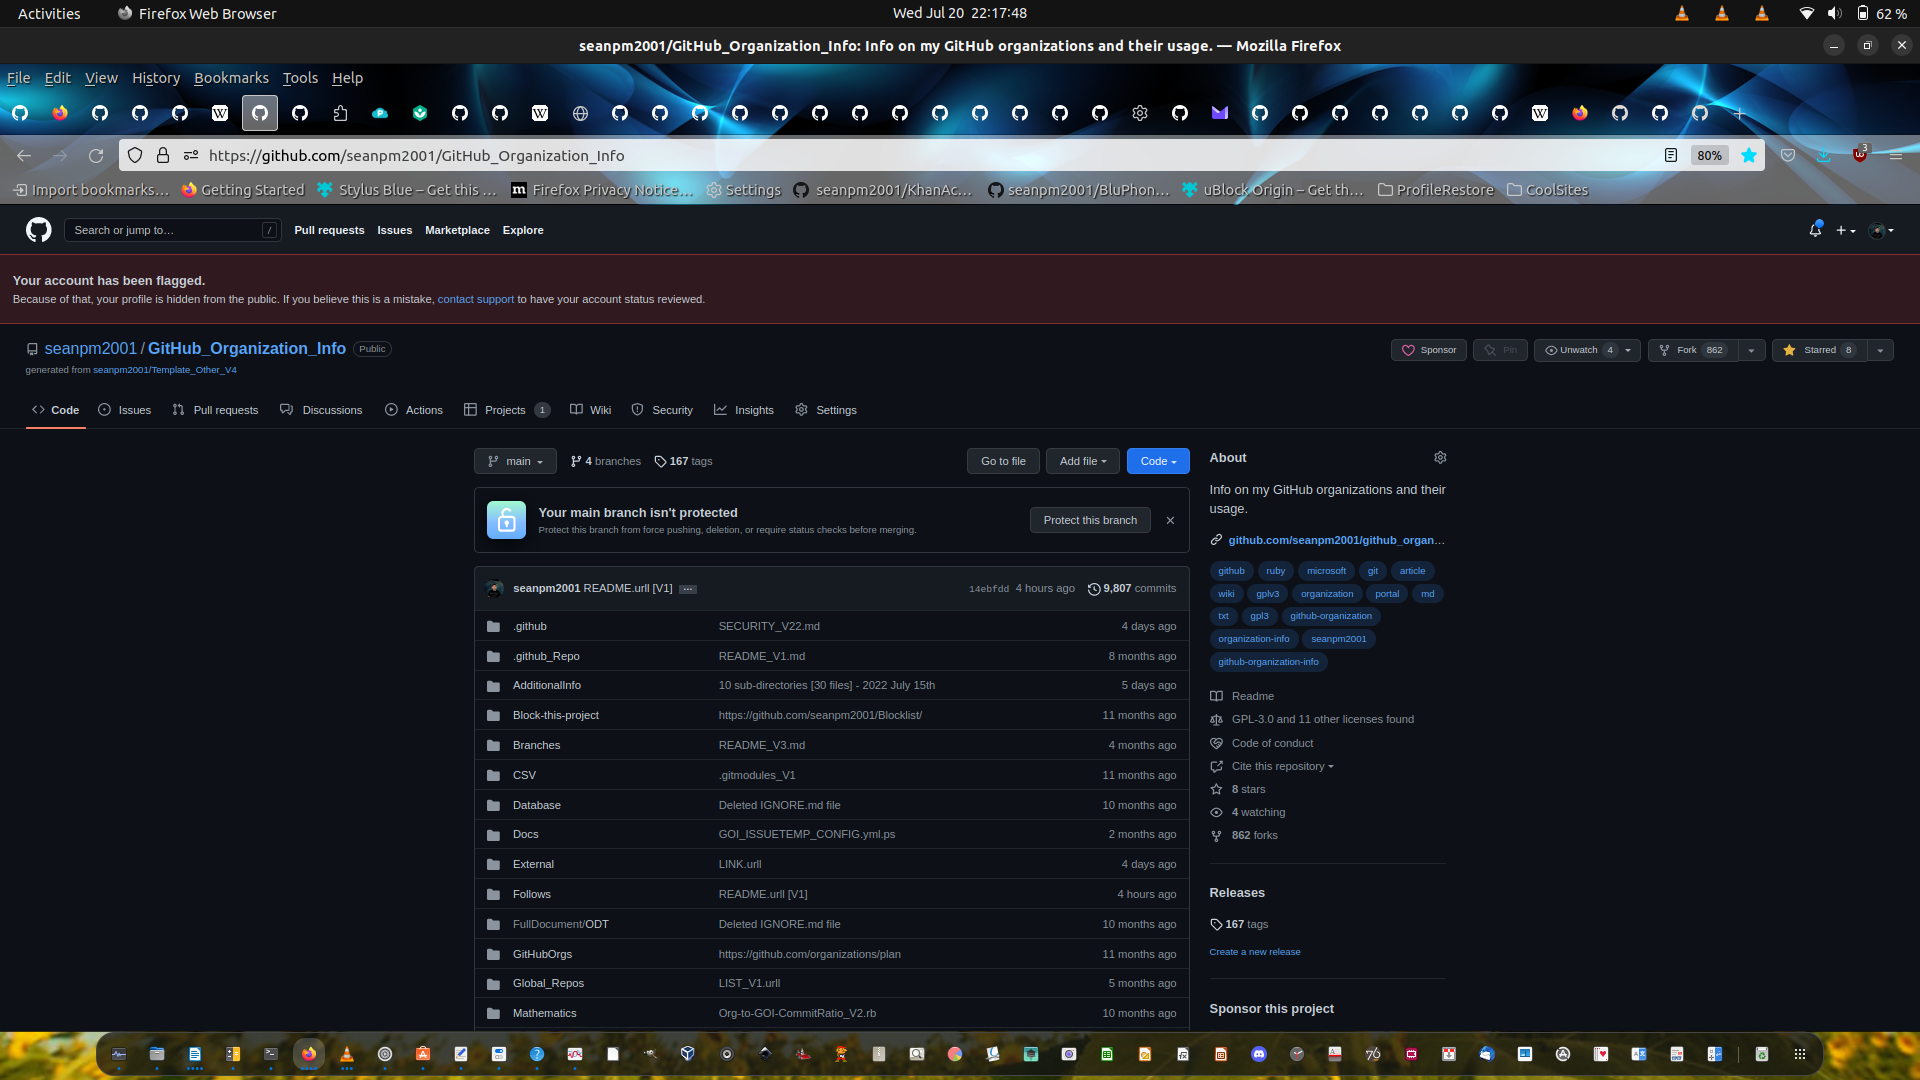 Activities
Firefox Web Browser
Wed Jul 20 22:17:48
62 %
seanpm2001/GitHub_Organization_Info: Info on my GitHub organizations and their usage. — Mozilla Firefox
File Edit View History Bookmarks Tools Help
https://github.com/seanpm2001/GitHub_Organization_Info
80%
3
Import bookmarks… Getting Started Stylus Blue – Get this … Firefox Privacy Notice… Settings seanpm2001/KhanAc… seanpm2001/BluPhon… uBlock Origin – Get th… ProfileRestore CoolSites
Search or jump to… /
Pull requests Issues Marketplace Explore
Your account has been flagged.
Because of that, your profile is hidden from the public. If you believe this is a mistake, contact support to have your account status reviewed.
seanpm2001 / GitHub_Organization_Info Public
Sponsor Pin Unwatch 4 Fork 862 Starred 8
generated from seanpm2001/Template_Other_V4
Code Issues Pull requests Discussions Actions Projects 1 Wiki Security Insights Settings
main 4 branches 167 tags Go to file Add file Code
Your main branch isn't protected
Protect this branch from force pushing, deletion, or require status checks before merging.
Protect this branch
seanpm2001 README.urll [V1] … 14ebfdd 4 hours ago 9,807 commits
.github SECURITY_V22.md 4 days ago
.github_Repo README_V1.md 8 months ago
AdditionalInfo 10 sub-directories [30 files] - 2022 July 15th 5 days ago
Block-this-project https://github.com/seanpm2001/Blocklist/ 11 months ago
Branches README_V3.md 4 months ago
CSV .gitmodules_V1 11 months ago
Database Deleted IGNORE.md file 10 months ago
Docs GOI_ISSUETEMP_CONFIG.yml.ps 2 months ago
External LINK.urll 4 days ago
Follows README.urll [V1] 4 hours ago
FullDocument/ODT Deleted IGNORE.md file 10 months ago
GitHubOrgs https://github.com/organizations/plan 11 months ago
Global_Repos LIST_V1.urll 5 months ago
Mathematics Org-to-GOI-CommitRatio_V2.rb 10 months ago
About
Info on my GitHub organizations and their
usage.
github.com/seanpm2001/github_organ…
github ruby microsoft git article
wiki gplv3 organization portal md
txt gpl3 github-organization
organization-info seanpm2001
github-organization-info
Readme
GPL-3.0 and 11 other licenses found
Code of conduct
Cite this repository
8 stars
4 watching
862 forks
Releases
167 tags
Create a new release
Sponsor this project